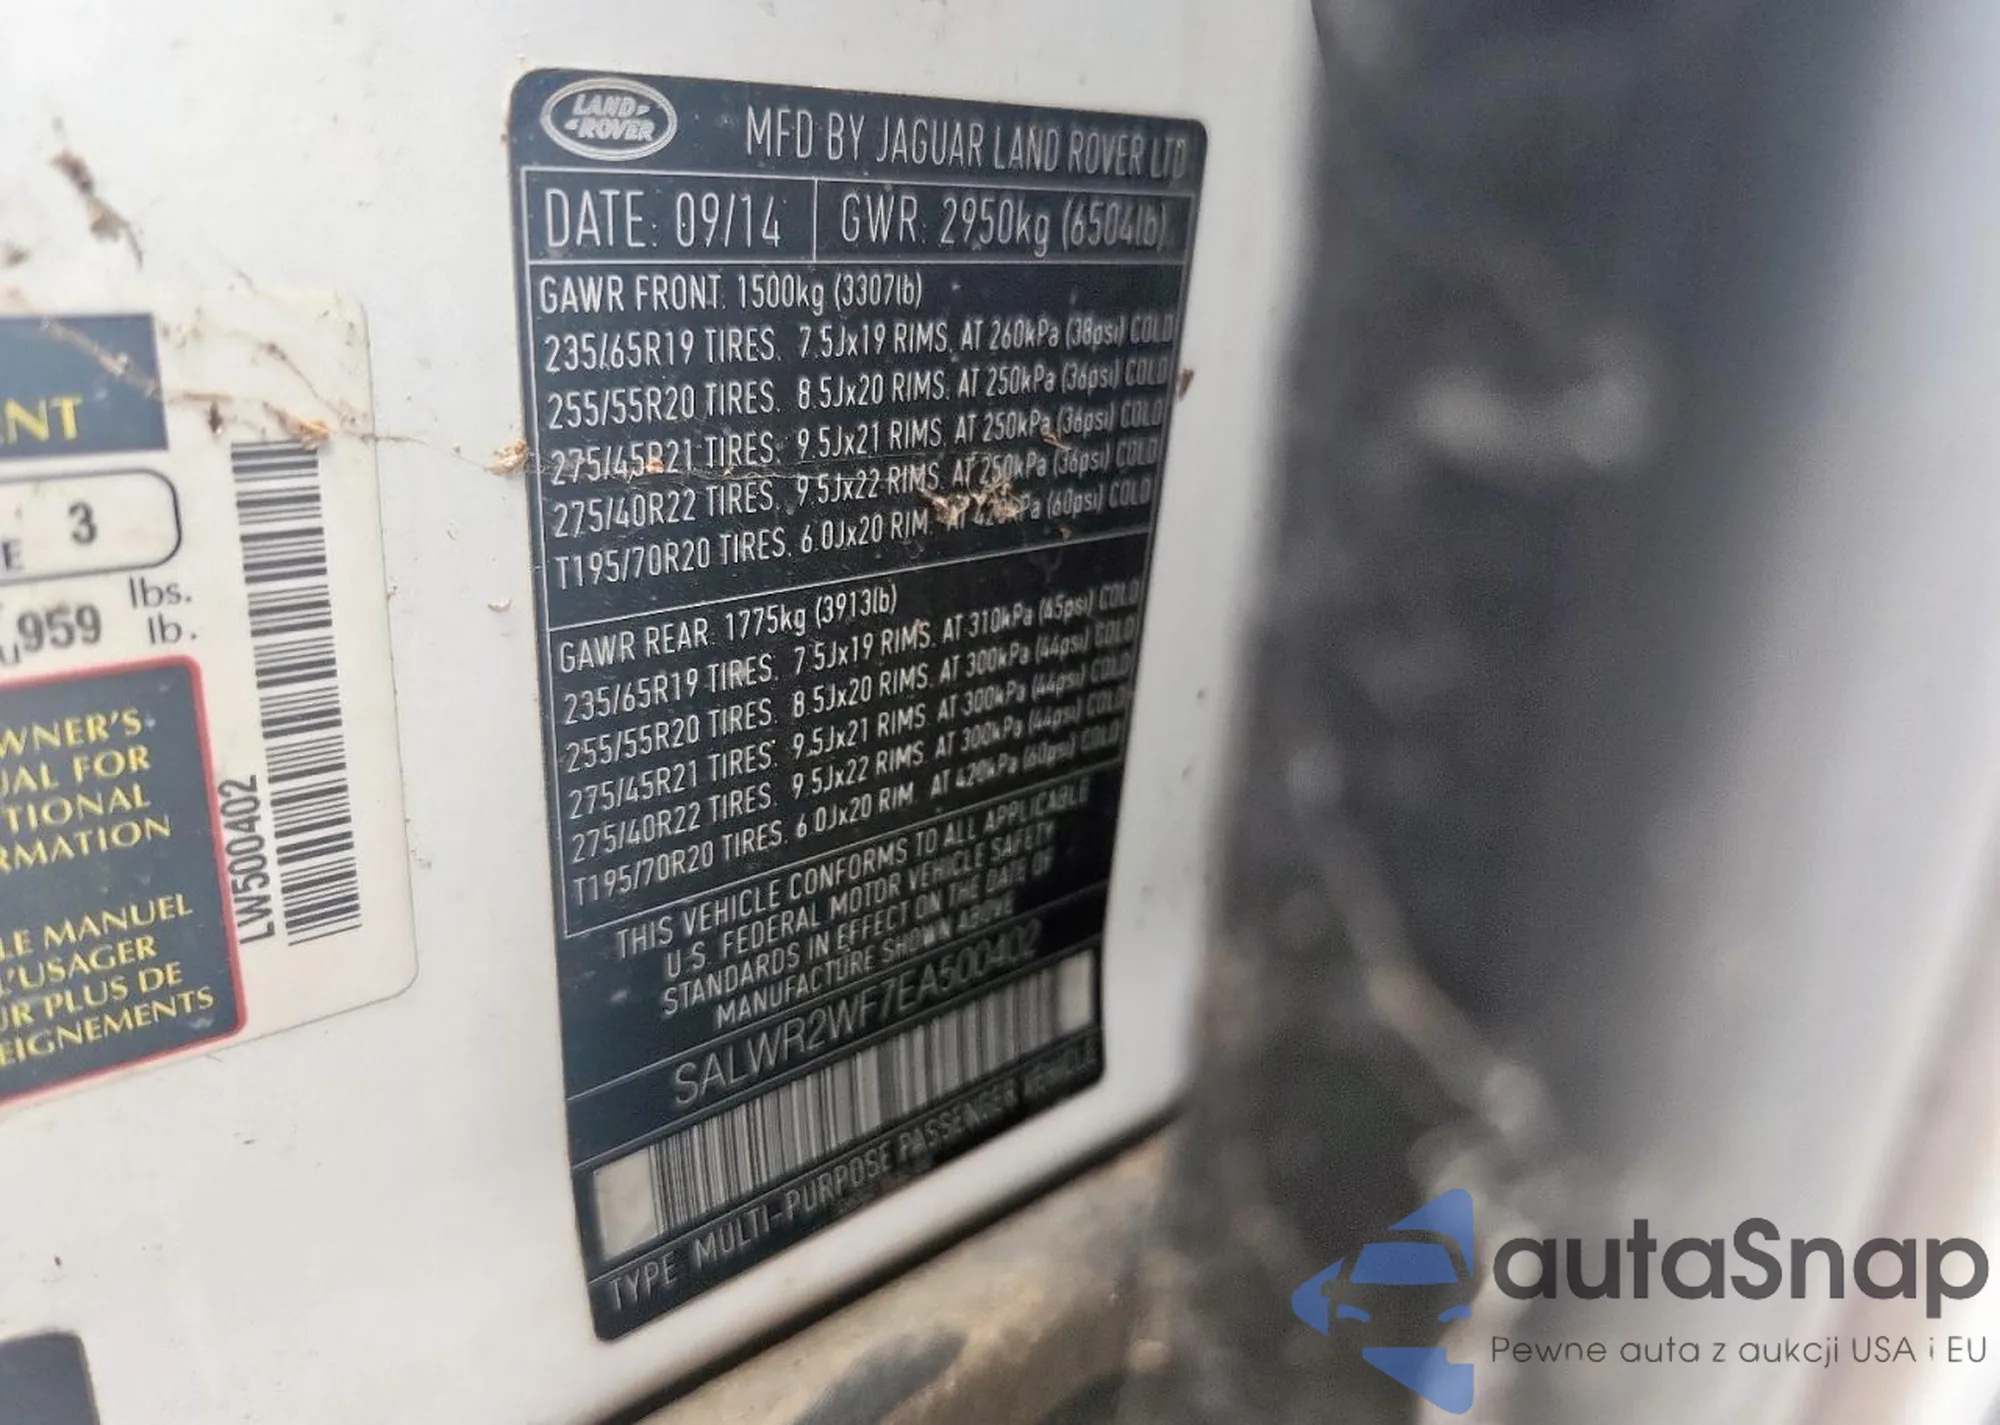 LAND
ROVER
MFD BY JAGUAR LAND ROVER LTD
DATE: 09/14 GWR: 2950kg (6504lb)
GAWR FRONT: 1500kg (3307lb)
235/65R19 TIRES. 7.5Jx19 RIMS. AT 260kPa (38psi) COLD
255/55R20 TIRES. 8.5Jx20 RIMS. AT 250kPa (36psi) COLD
275/45R21 TIRES. 9.5Jx21 RIMS. AT 250kPa (36psi) COLD
275/40R22 TIRES. 9.5Jx22 RIMS. AT 250kPa (36psi) COLD
T195/70R20 TIRES. 6.0Jx20 RIM. AT 420kPa (60psi) COLD
GAWR REAR: 1775kg (3913lb)
235/65R19 TIRES. 7.5Jx19 RIMS. AT 310kPa (45psi) COLD
255/55R20 TIRES. 8.5Jx20 RIMS. AT 300kPa (44psi) COLD
275/45R21 TIRES. 9.5Jx21 RIMS. AT 300kPa (44psi) COLD
275/40R22 TIRES. 9.5Jx22 RIMS. AT 300kPa (44psi) COLD
T195/70R20 TIRES. 6.0Jx20 RIM. AT 420kPa (60psi) COLD
THIS VEHICLE CONFORMS TO ALL APPLICABLE
U.S. FEDERAL MOTOR VEHICLE SAFETY
STANDARDS IN EFFECT ON THE DATE OF
MANUFACTURE SHOWN ABOVE
SALWR2WF7EA500402
TYPE MULTI-PURPOSE PASSENGER VEHICLE
NT
E 3
959 lbs.
lb.
WNER'S
UAL FOR
TIONAL
RMATION
LE MANUEL
L'USAGER
UR PLUS DE
EIGNEMENTS
LW500402
autaSnap
Pewne auta z aukcji USA i EU